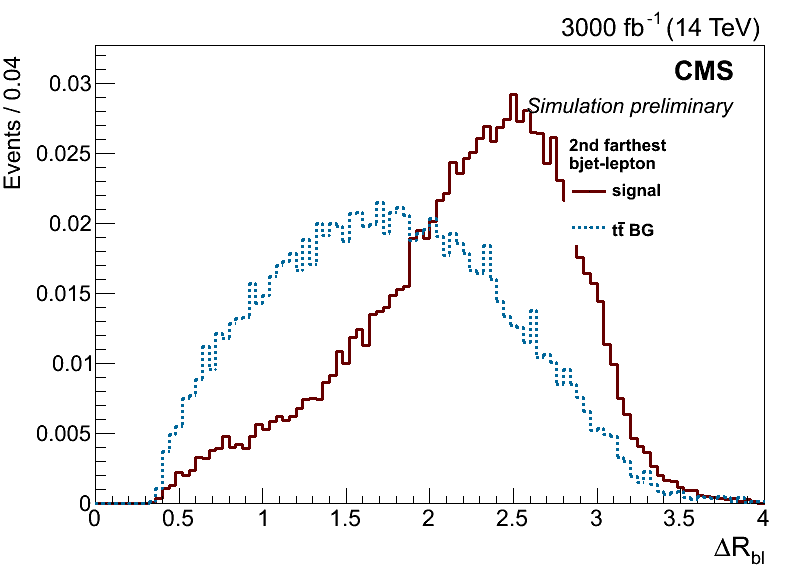 3000 fb⁻¹ (14 TeV)
Events / 0.04
CMS
Simulation preliminary
2nd farthest
bjet-lepton
signal
tt̄ BG
0.03
0.025
0.02
0.015
0.01
0.005
0
0 0.5 1 1.5 2 2.5 3 3.5 4
ΔR_bl